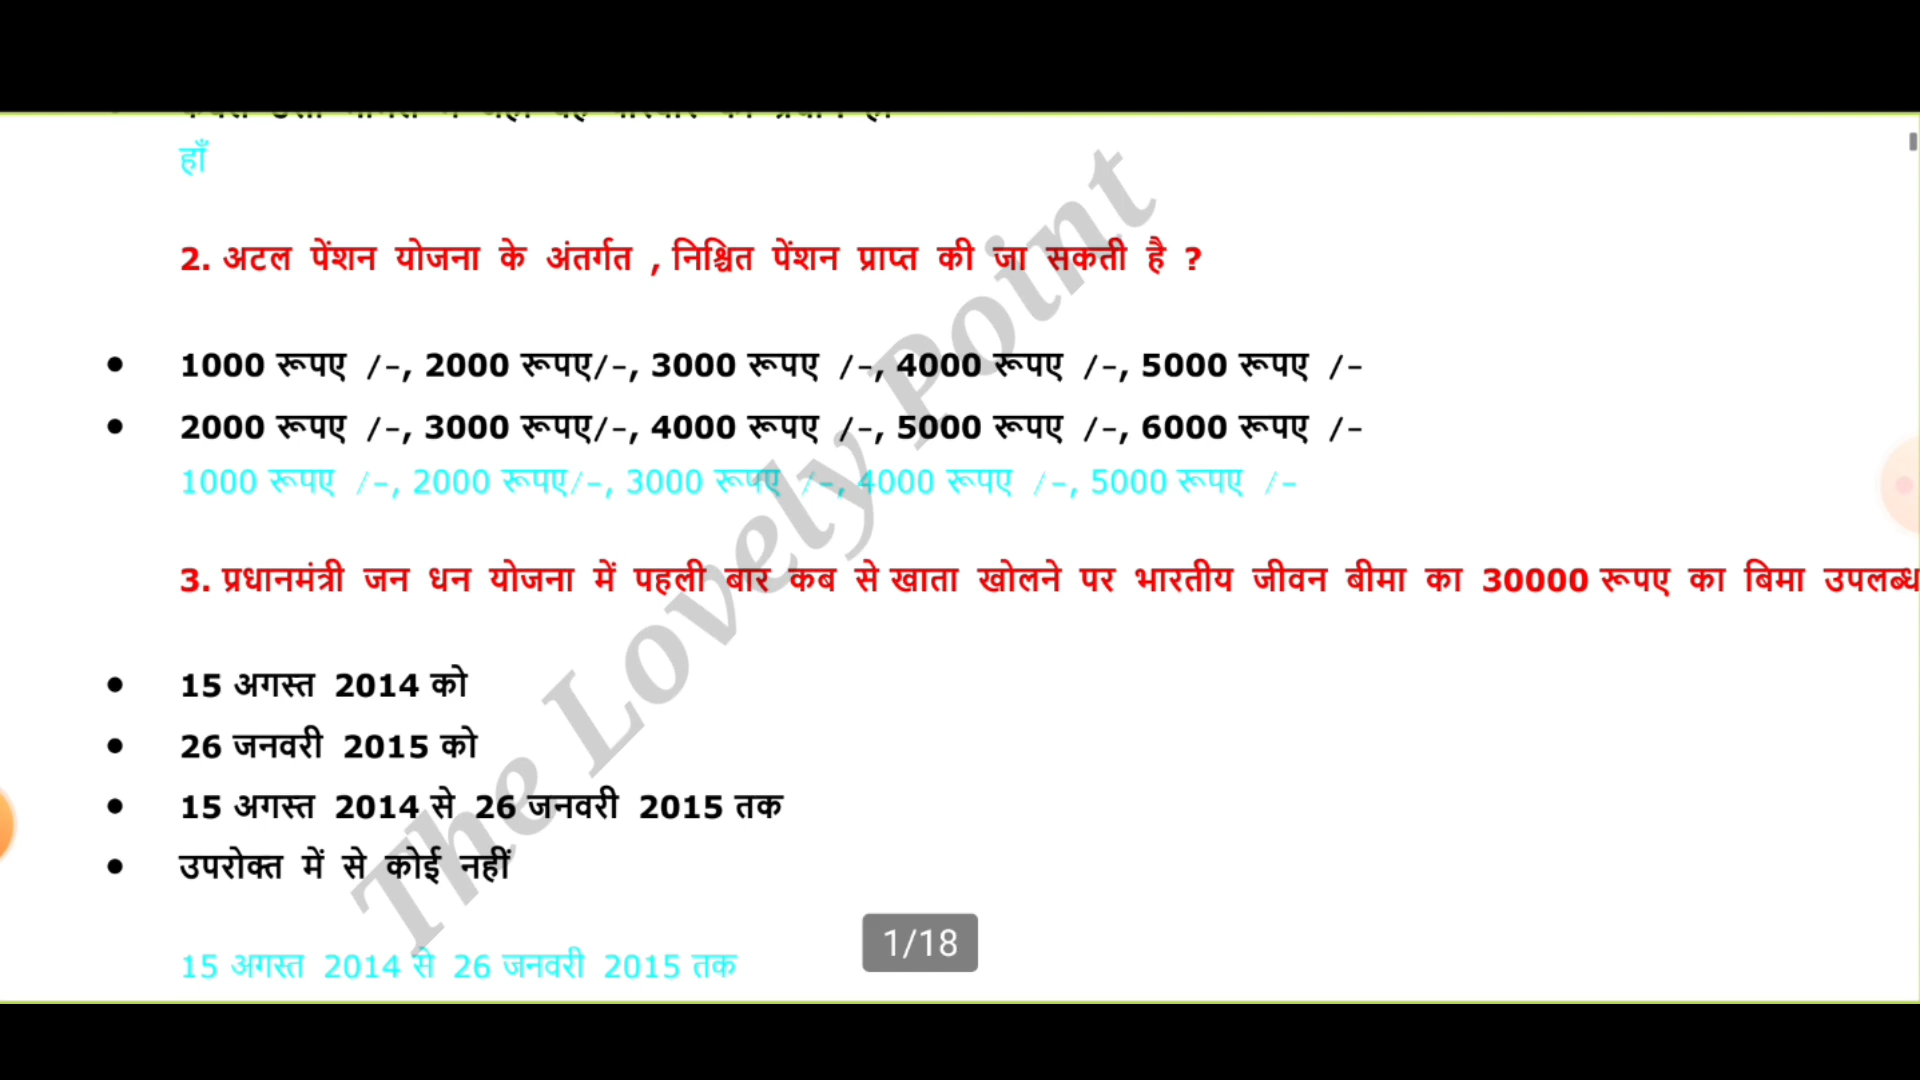 हाँ
2. अटल पेंशन योजना के अंतर्गत , निश्चित पेंशन प्राप्त की जा सकती है ?
● 1000 रूपए /-, 2000 रूपए/-, 3000 रूपए /-, 4000 रूपए /-, 5000 रूपए /-
● 2000 रूपए /-, 3000 रूपए/-, 4000 रूपए /-, 5000 रूपए /-, 6000 रूपए /-
1000 रूपए /-, 2000 रूपए/-, 3000 रूपए /-, 4000 रूपए /-, 5000 रूपए /-
3. प्रधानमंत्री जन धन योजना में पहली बार कब से खाता खोलने पर भारतीय जीवन बीमा का 30000 रूपए का बिमा उपलब्ध
● 15 अगस्त 2014 को
● 26 जनवरी 2015 को
● 15 अगस्त 2014 से 26 जनवरी 2015 तक
● उपरोक्त में से कोई नहीं
15 अगस्त 2014 से 26 जनवरी 2015 तक
1/18
The Lovely Point